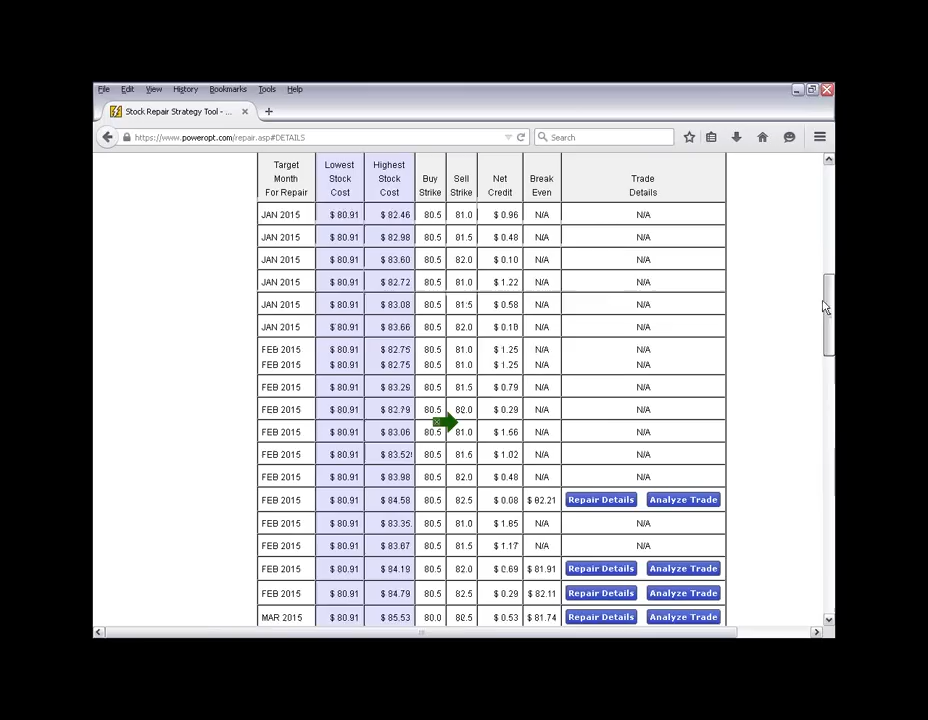 File Edit View History Bookmarks Tools Help
Stock Repair Strategy Tool - ...
https://www.poweropt.com/repair.asp#DETAILS Search
Target Month For Repair Lowest Stock Cost Highest Stock Cost Buy Strike Sell Strike Net Credit Break Even Trade Details
JAN 2015 $ 80.91 $ 82.46 80.5 81.0 $ 0.96 N/A N/A
JAN 2015 $ 80.91 $ 82.98 80.5 81.5 $ 0.48 N/A N/A
JAN 2015 $ 80.91 $ 83.60 80.5 82.0 $ 0.10 N/A N/A
JAN 2015 $ 80.91 $ 82.72 80.5 81.0 $ 1.22 N/A N/A
JAN 2015 $ 80.91 $ 83.08 80.5 81.5 $ 0.58 N/A N/A
JAN 2015 $ 80.91 $ 83.66 80.5 82.0 $ 0.18 N/A N/A
FEB 2015 $ 80.91 $ 82.75 80.5 81.0 $ 1.25 N/A N/A
FEB 2015 $ 80.91 $ 82.75 80.5 81.0 $ 1.25 N/A N/A
FEB 2015 $ 80.91 $ 83.29 80.5 81.5 $ 0.79 N/A N/A
FEB 2015 $ 80.91 $ 82.79 80.5 82.0 $ 0.29 N/A N/A
FEB 2015 $ 80.91 $ 83.06 80.5 81.0 $ 1.56 N/A N/A
FEB 2015 $ 80.91 $ 83.52 80.5 81.5 $ 1.02 N/A N/A
FEB 2015 $ 80.91 $ 83.98 80.5 82.0 $ 0.48 N/A N/A
FEB 2015 $ 80.91 $ 84.58 80.5 82.5 $ 0.08 $ 82.21 Repair Details Analyze Trade
FEB 2015 $ 80.91 $ 83.35 80.5 81.0 $ 1.85 N/A N/A
FEB 2015 $ 80.91 $ 83.67 80.5 81.5 $ 1.17 N/A N/A
FEB 2015 $ 80.91 $ 84.19 80.5 82.0 $ 0.69 $ 81.91 Repair Details Analyze Trade
FEB 2015 $ 80.91 $ 84.79 80.5 82.5 $ 0.29 $ 82.11 Repair Details Analyze Trade
MAR 2015 $ 80.91 $ 85.53 80.0 82.5 $ 0.53 $ 81.74 Repair Details Analyze Trade